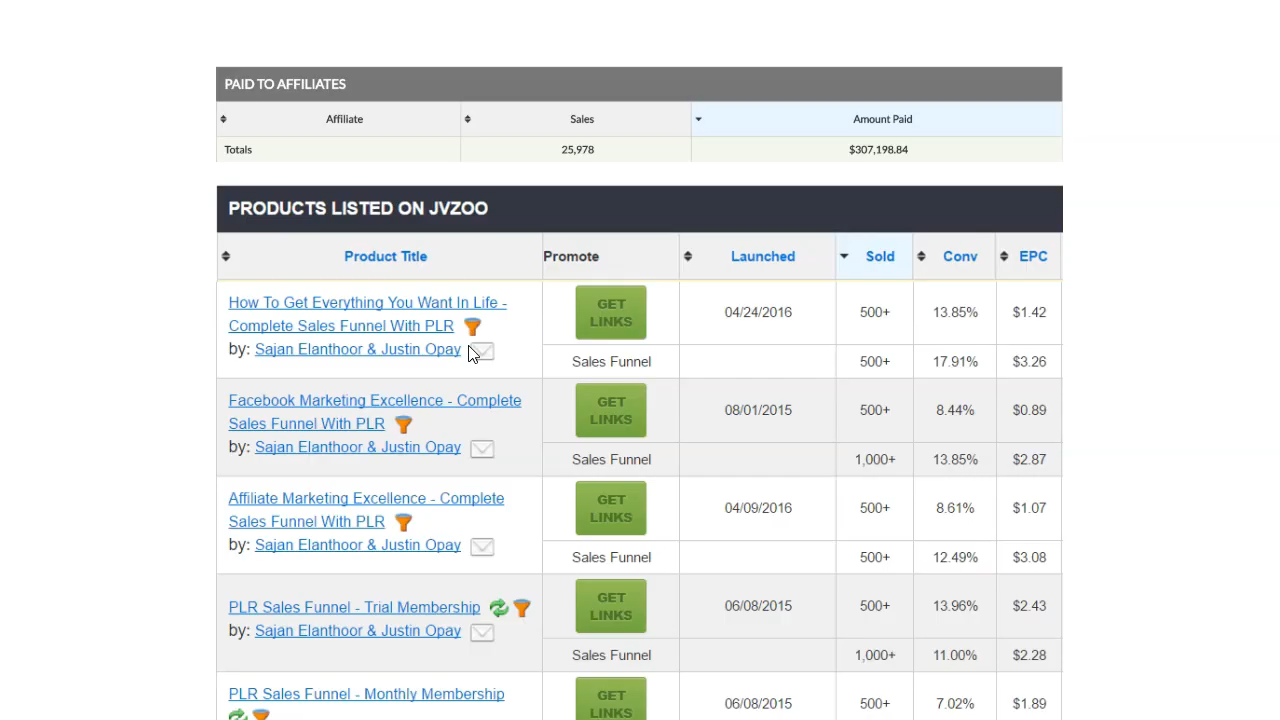 PAID TO AFFILIATES
Affiliate Sales Amount Paid
Totals 25,978 $307,198.84
PRODUCTS LISTED ON JVZOO
Product Title Promote Launched Sold Conv EPC
How To Get Everything You Want In Life -
Complete Sales Funnel With PLR
by: Sajan Elanthoor & Justin Opay
GET
LINKS
04/24/2016 500+ 13.85% $1.42
Sales Funnel 500+ 17.91% $3.26
Facebook Marketing Excellence - Complete
Sales Funnel With PLR
by: Sajan Elanthoor & Justin Opay
GET
LINKS
08/01/2015 500+ 8.44% $0.89
Sales Funnel 1,000+ 13.85% $2.87
Affiliate Marketing Excellence - Complete
Sales Funnel With PLR
by: Sajan Elanthoor & Justin Opay
GET
LINKS
04/09/2016 500+ 8.61% $1.07
Sales Funnel 500+ 12.49% $3.08
PLR Sales Funnel - Trial Membership
by: Sajan Elanthoor & Justin Opay
GET
LINKS
06/08/2015 500+ 13.96% $2.43
Sales Funnel 1,000+ 11.00% $2.28
PLR Sales Funnel - Monthly Membership
GET
LINKS
06/08/2015 500+ 7.02% $1.89